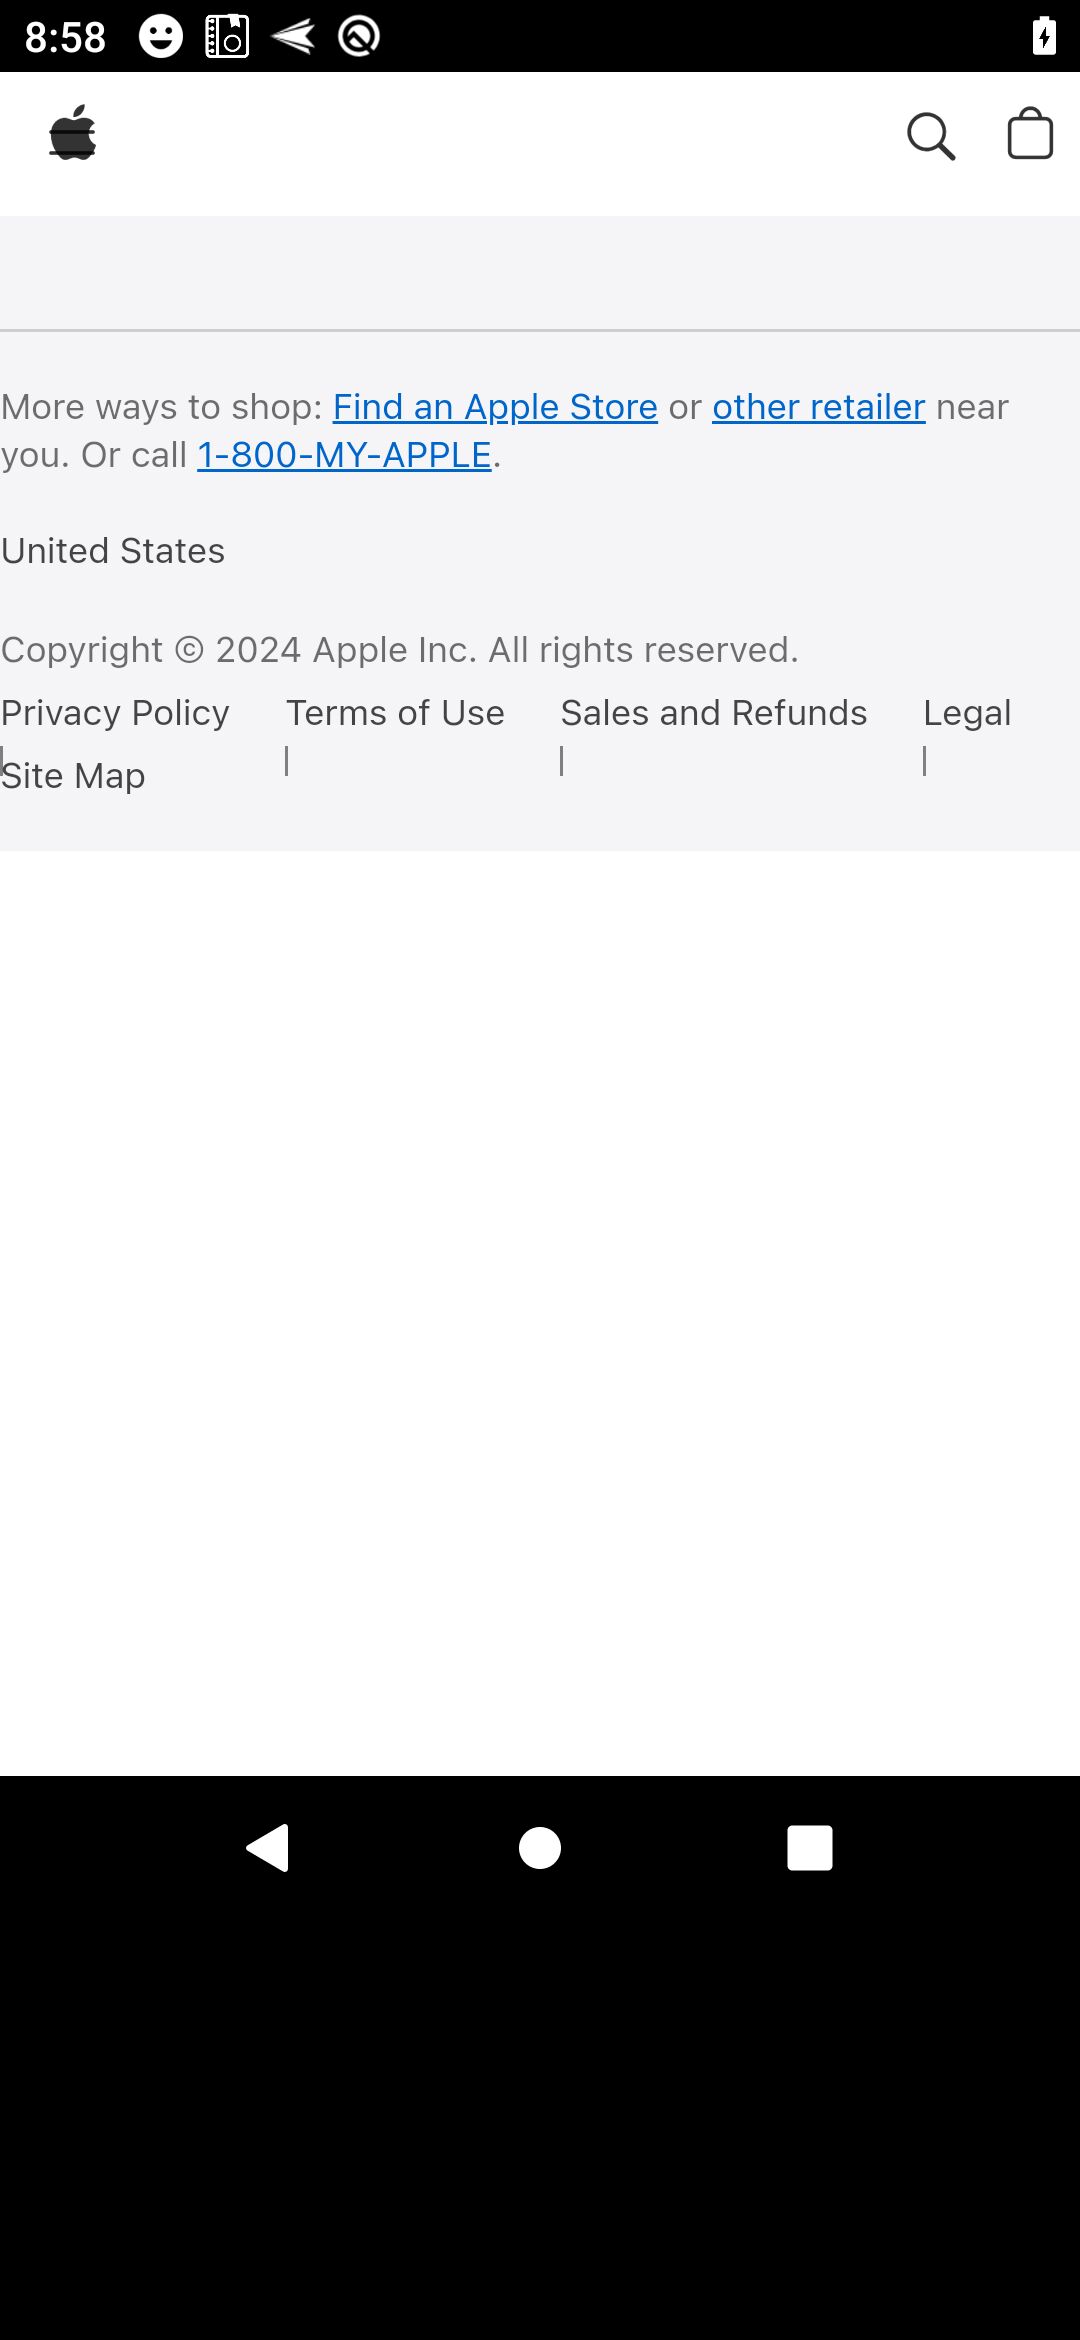 8:58
More ways to shop: Find an Apple Store or other retailer near
you. Or call 1-800-MY-APPLE.
United States
Copyright © 2024 Apple Inc. All rights reserved.
Privacy Policy | Terms of Use | Sales and Refunds | Legal |
Site Map